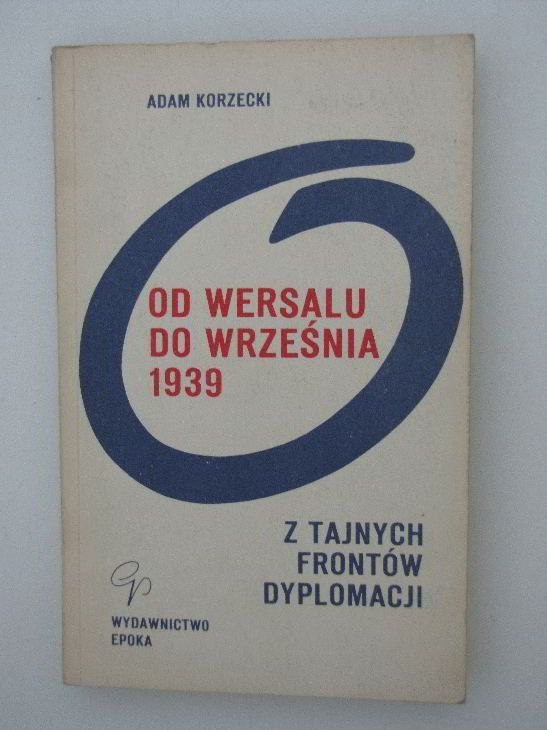 ADAM KORZECKI
OD WERSALU
DO WRZEŚNIA
1939
Z TAJNYCH
FRONTÓW
DYPLOMACJI
WYDAWNICTWO
EPOKA